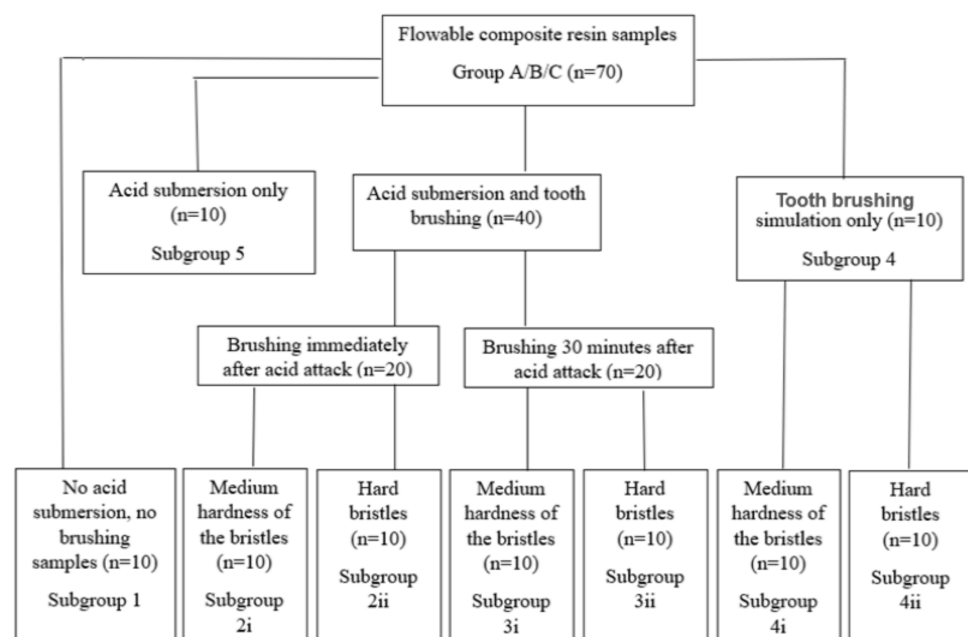 Flowable composite resin samples
Group A/B/C (n=70)
Acid submersion only
(n=10)
Subgroup 5
Acid submersion and tooth
brushing (n=40)
Tooth brushing
simulation only (n=10)
Subgroup 4
Brushing immediately
after acid attack (n=20)
Brushing 30 minutes after
acid attack (n=20)
No acid
submersion, no
brushing
samples (n=10)
Subgroup 1
Medium
hardness of
the bristles
(n=10)
Subgroup
2i
Hard
bristles
(n=10)
Subgroup
2ii
Medium
hardness of
the bristles
(n=10)
Subgroup
3i
Hard
bristles
(n=10)
Subgroup
3ii
Medium
hardness of
the bristles
(n=10)
Subgroup
4i
Hard
bristles
(n=10)
Subgroup
4ii